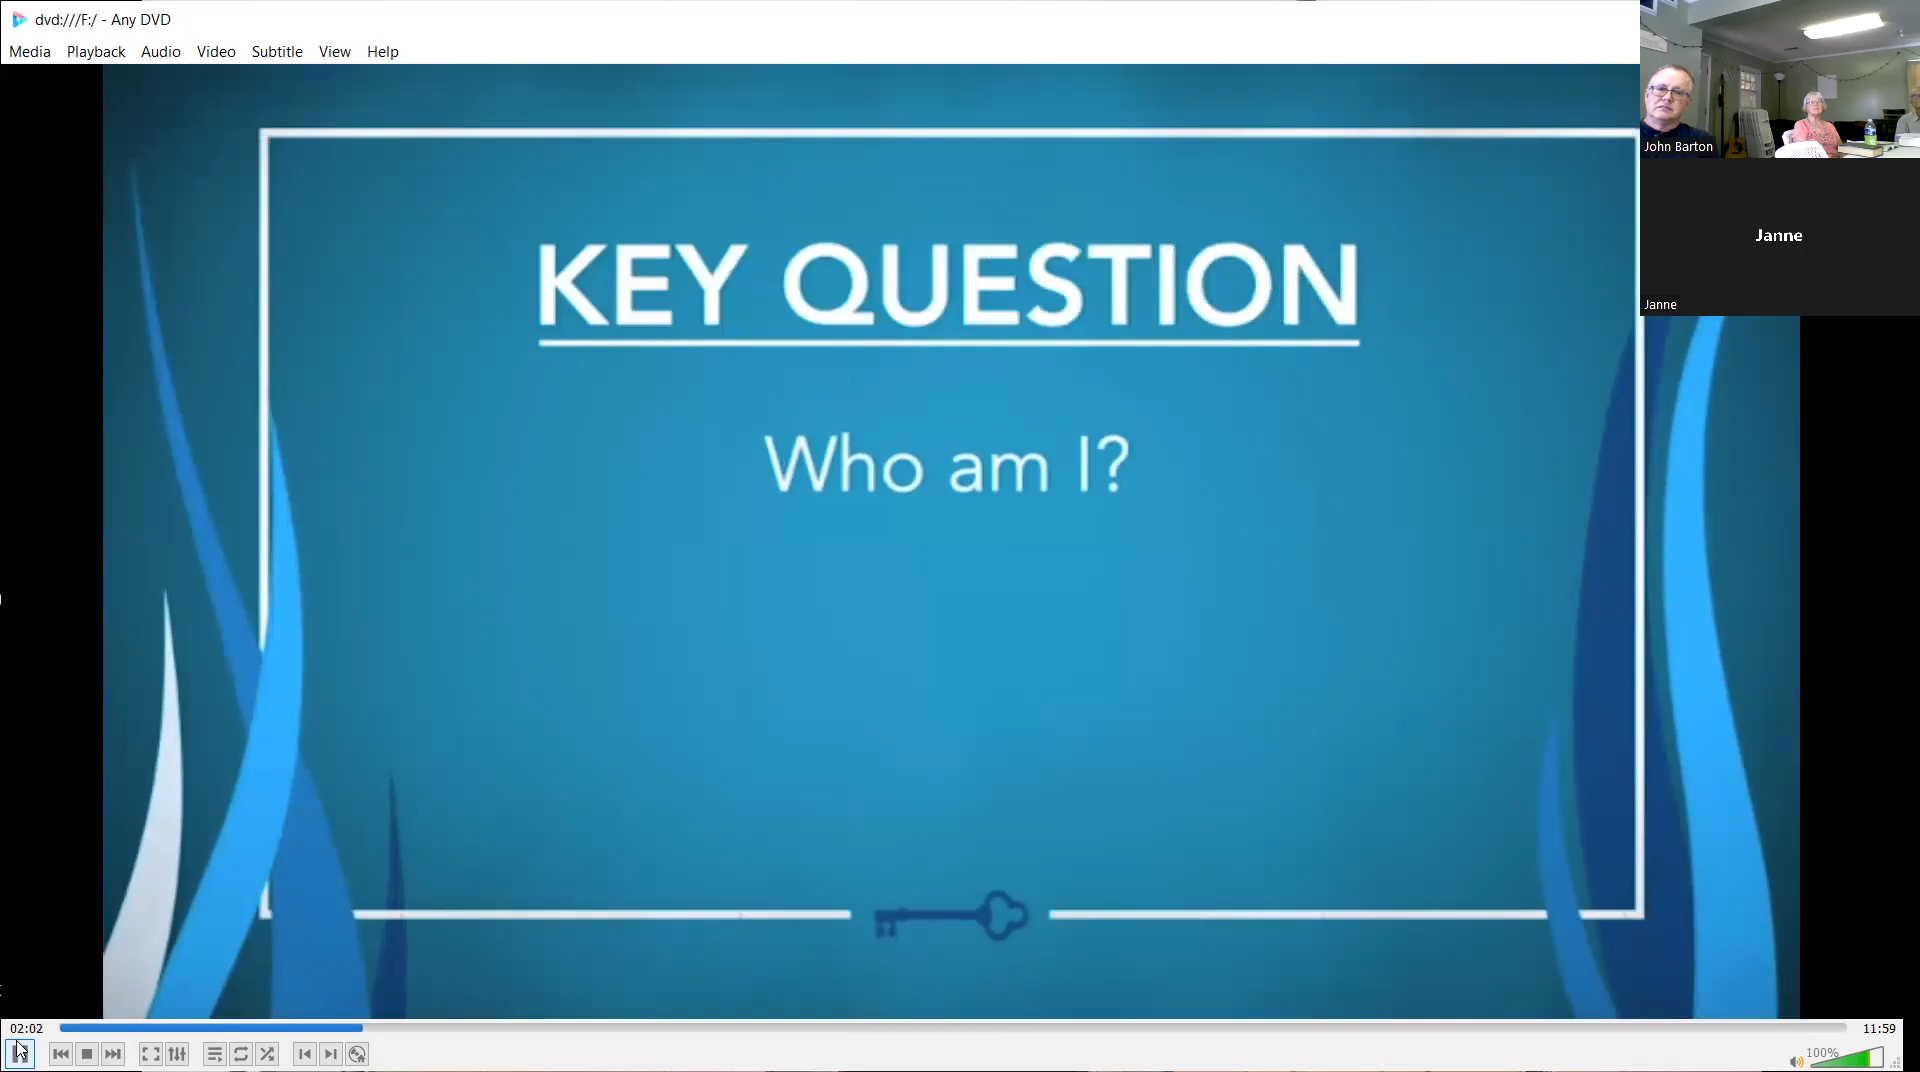 dvd:///F:/ - Any DVD
Media Playback Audio Video Subtitle View Help
John Barton
Janne
Janne
KEY QUESTION
Who am I?
02:02
11:59
100%